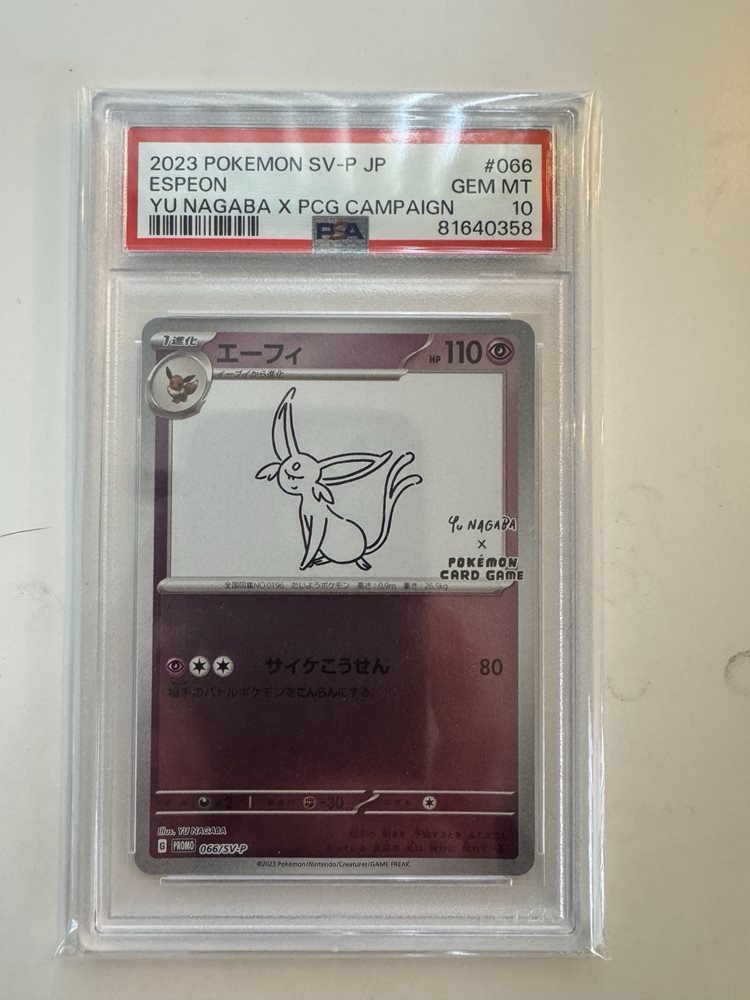 2023 POKEMON SV-P JP #066
ESPEON GEM MT
YU NAGABA X PCG CAMPAIGN 10
PSA 81640358
1進化
エーフィ HP 110
イーブイから進化
Yu NAGABA
X
POKÉMON
CARD GAME
全国図鑑NO.0196 たいようポケモン 高さ:0.9m 重さ:26.5kg
サイケこうせん 80
相手のバトルポケモンをこんらんにする。
×2 -30
Illus. YU NAGABA
G PROMO 066/SV-P
©2023 Pokémon/Nintendo/Creatures/GAME FREAK.